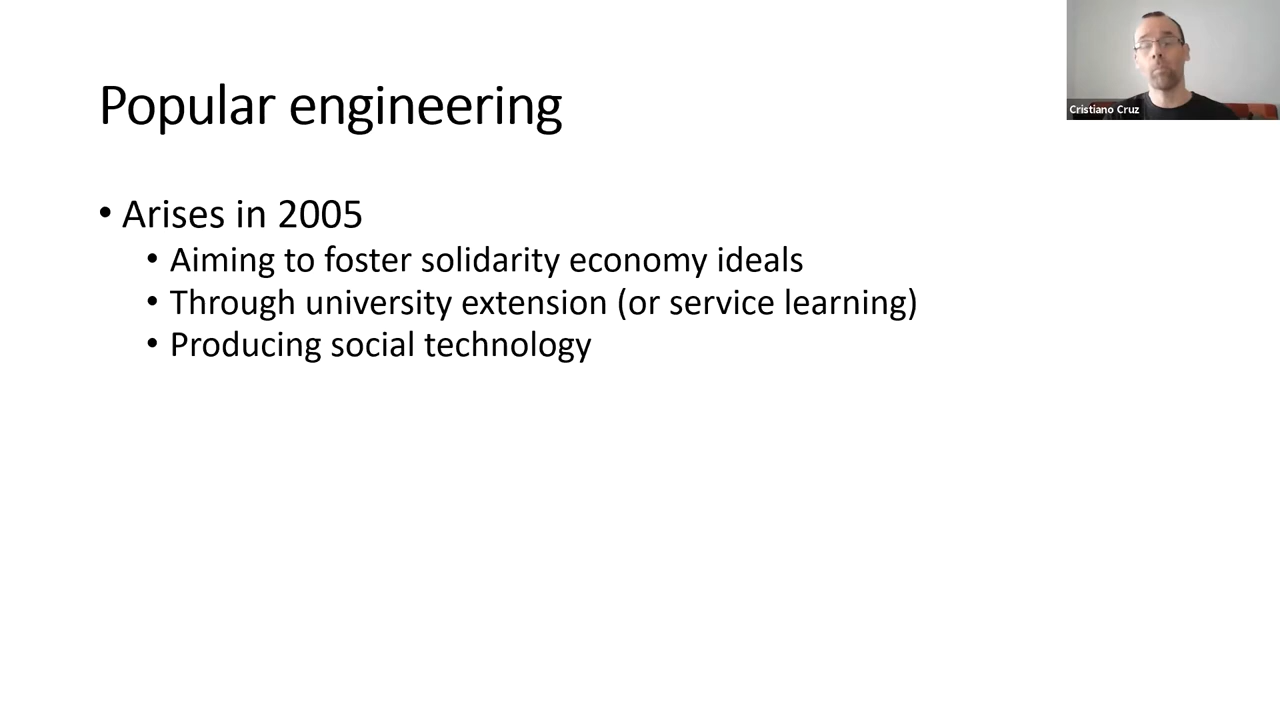 Popular engineering
• Arises in 2005
• Aiming to foster solidarity economy ideals
• Through university extension (or service learning)
• Producing social technology
Cristiano Cruz